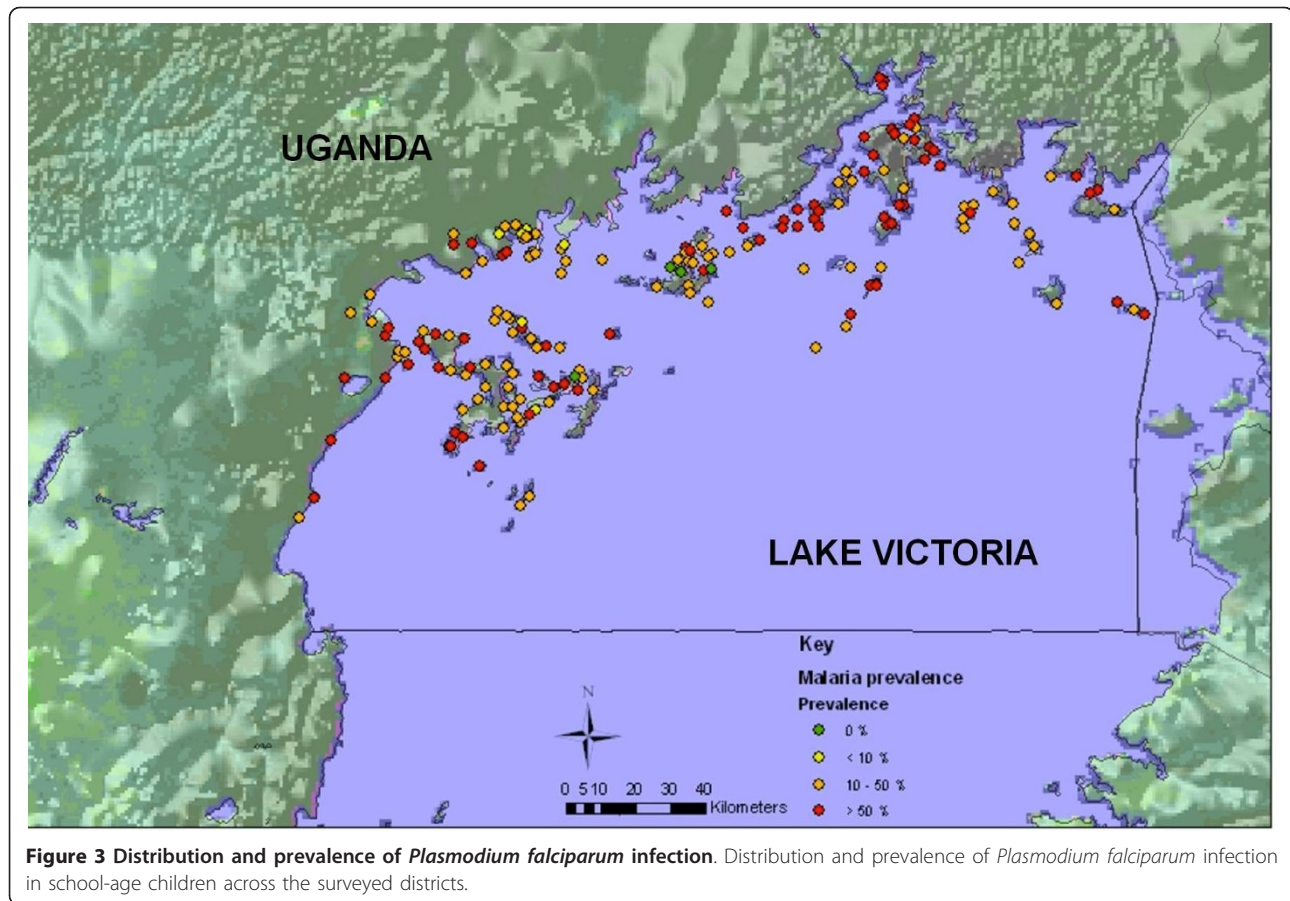 UGANDA
LAKE VICTORIA
Key
Malaria prevalence
Prevalence
0 %
< 10 %
10 - 50 %
> 50 %
N
0 5 10 20 30 40
Kilometers
Figure 3 Distribution and prevalence of Plasmodium falciparum infection. Distribution and prevalence of Plasmodium falciparum infection
in school-age children across the surveyed districts.